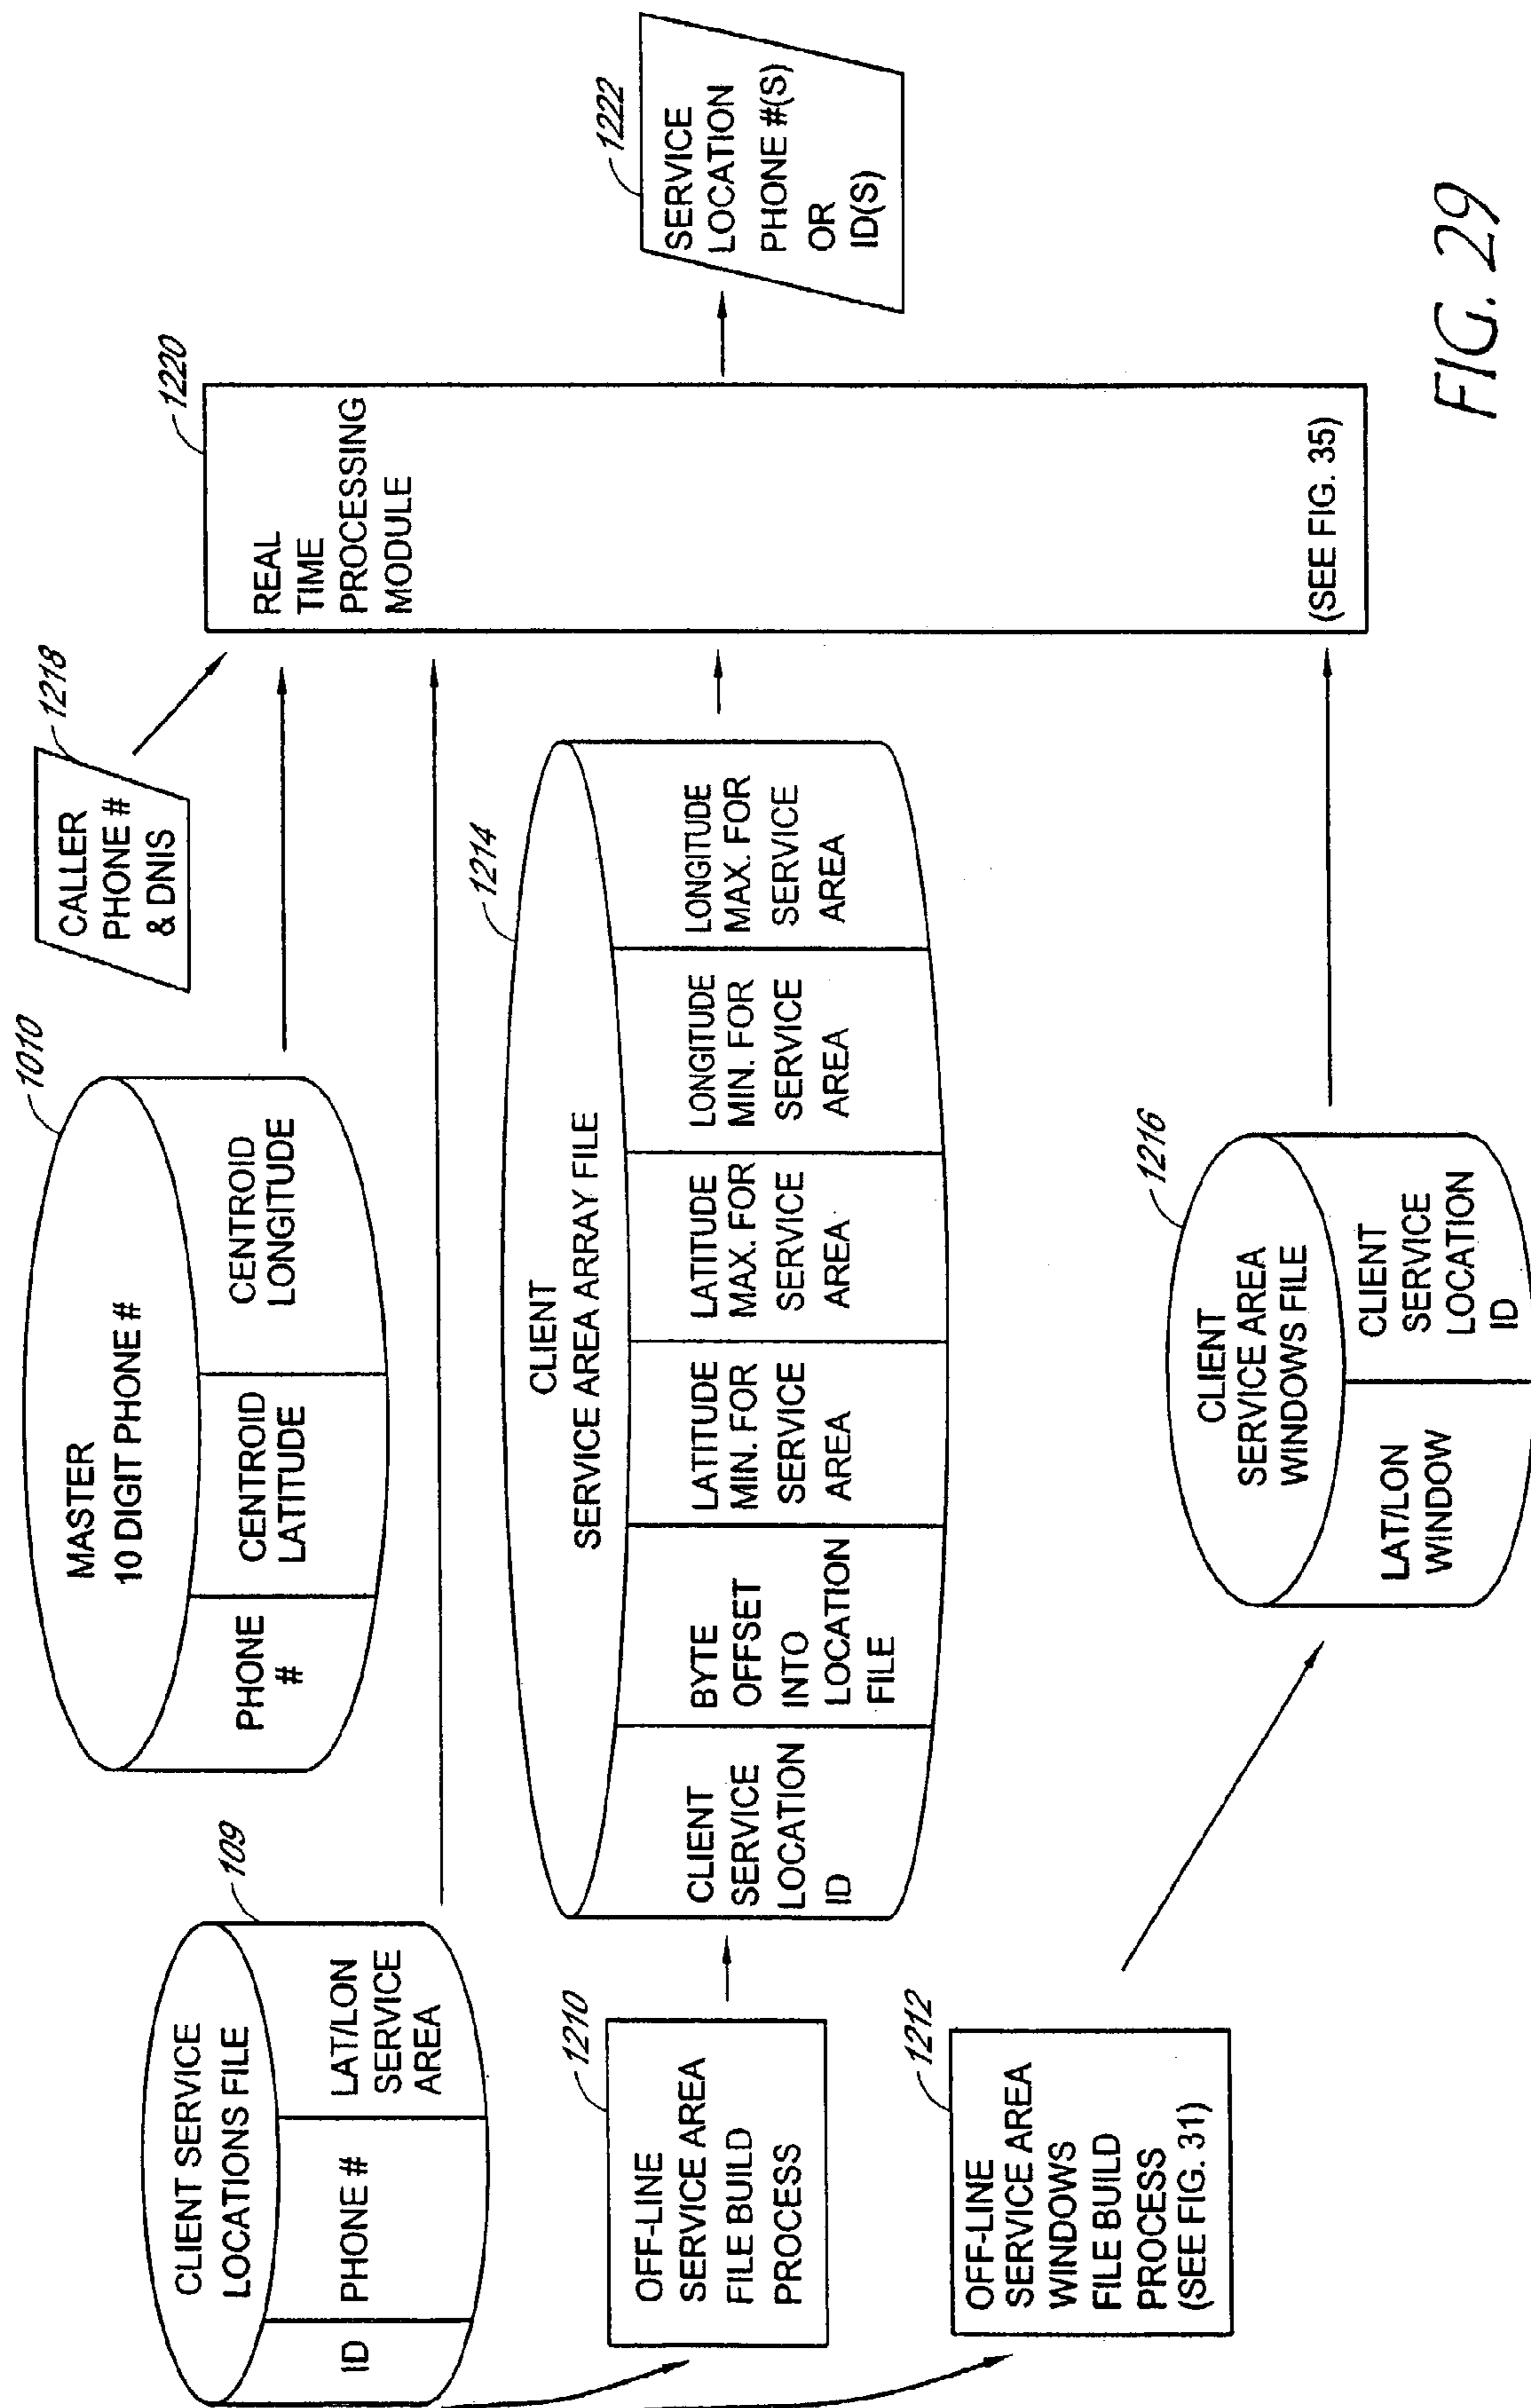 CLIENT SERVICE
LOCATIONS FILE
109
ID
PHONE #
LAT/LON
SERVICE
AREA
MASTER
10 DIGIT PHONE #
1010
PHONE
#
CENTROID
LATITUDE
CENTROID
LONGITUDE
CALLER
PHONE #
& DNIS
1218
1220
REAL
TIME
PROCESSING
MODULE
(SEE FIG. 35)
1222
SERVICE
LOCATION
PHONE #(S)
OR
ID(S)
OFF-LINE
SERVICE AREA
FILE BUILD
PROCESS
1210
CLIENT
SERVICE AREA ARRAY FILE
1214
CLIENT
SERVICE
LOCATION
ID
BYTE
OFFSET
INTO
LOCATION
FILE
LATITUDE
MIN. FOR
SERVICE
AREA
LATITUDE
MAX. FOR
SERVICE
AREA
LONGITUDE
MIN. FOR
SERVICE
AREA
LONGITUDE
MAX. FOR
SERVICE
AREA
OFF-LINE
SERVICE AREA
WINDOWS
FILE BUILD
PROCESS
(SEE FIG. 31)
1212
CLIENT
SERVICE AREA
WINDOWS FILE
1216
LAT/LON
WINDOW
CLIENT
SERVICE
LOCATION
ID
FIG. 29